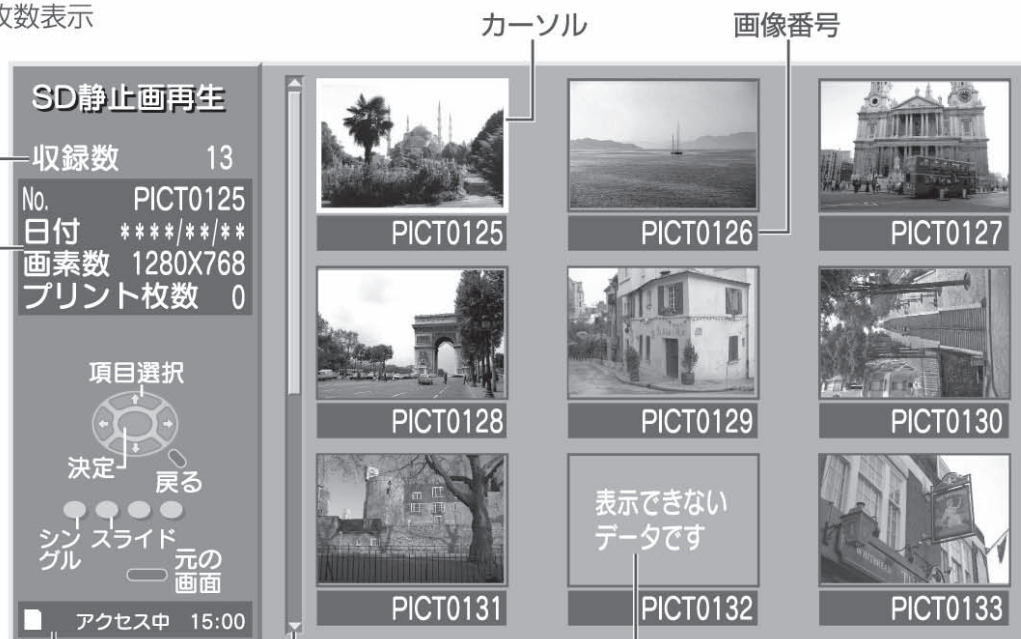 枚数表示
カーソル
画像番号
SD静止画再生
収録数 13
No. PICT0125
日付 ****/**/**
画素数 1280X768
プリント枚数 0
項目選択
決定
戻る
シン
グル
スライド
元の
画面
アクセス中 15:00
PICT0125
PICT0126
PICT0127
PICT0128
PICT0129
PICT0130
表示できない
データです
PICT0131
PICT0132
PICT0133